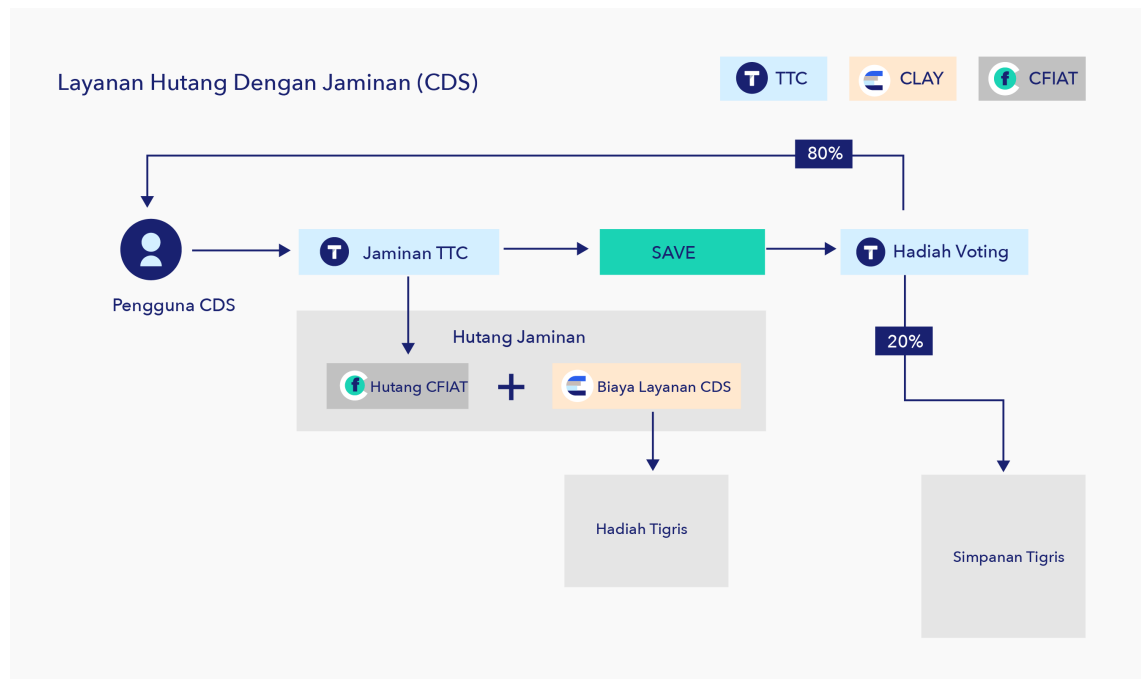 Layanan Hutang Dengan Jaminan (CDS)
TTC
CLAY
CFIAT
80%
Pengguna CDS
Jaminan TTC
SAVE
Hadiah Voting
20%
Hutang Jaminan
Hutang CFIAT
+
Biaya Layanan CDS
Hadiah Tigris
Simpanan Tigris